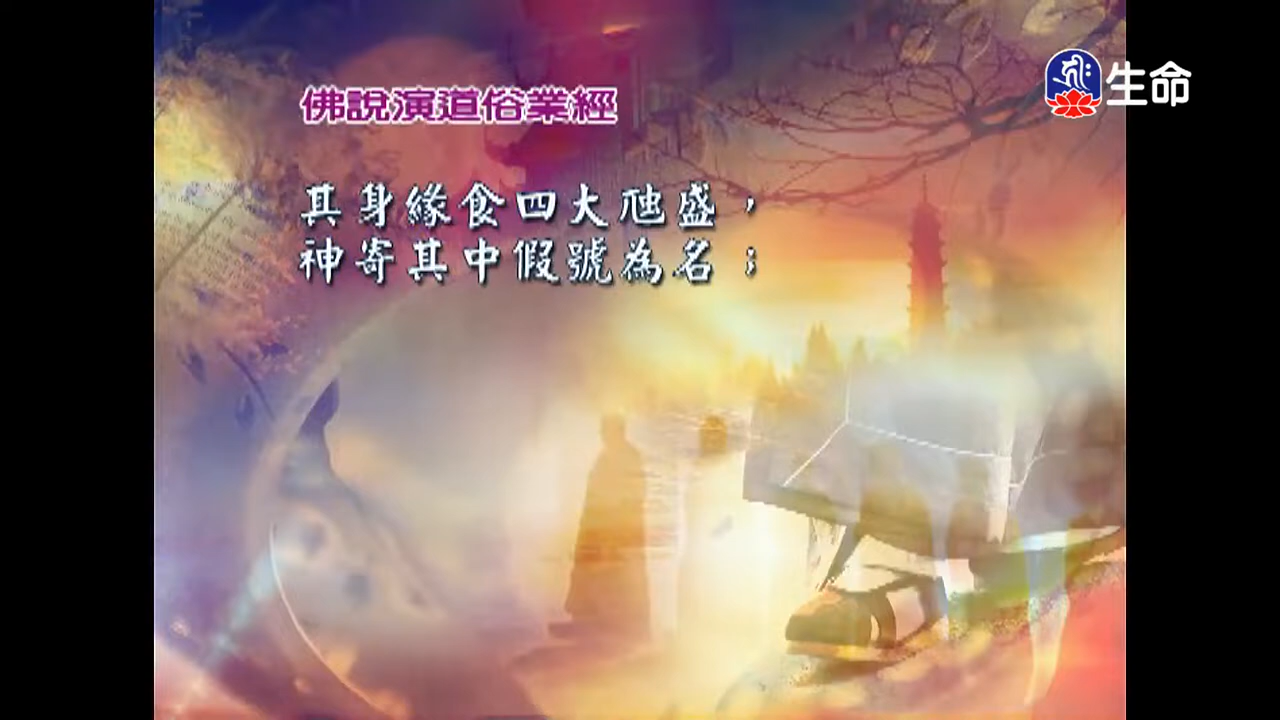 生命
佛說演道俗業經
其身緣食四大盛，
神寄其中假號為名；